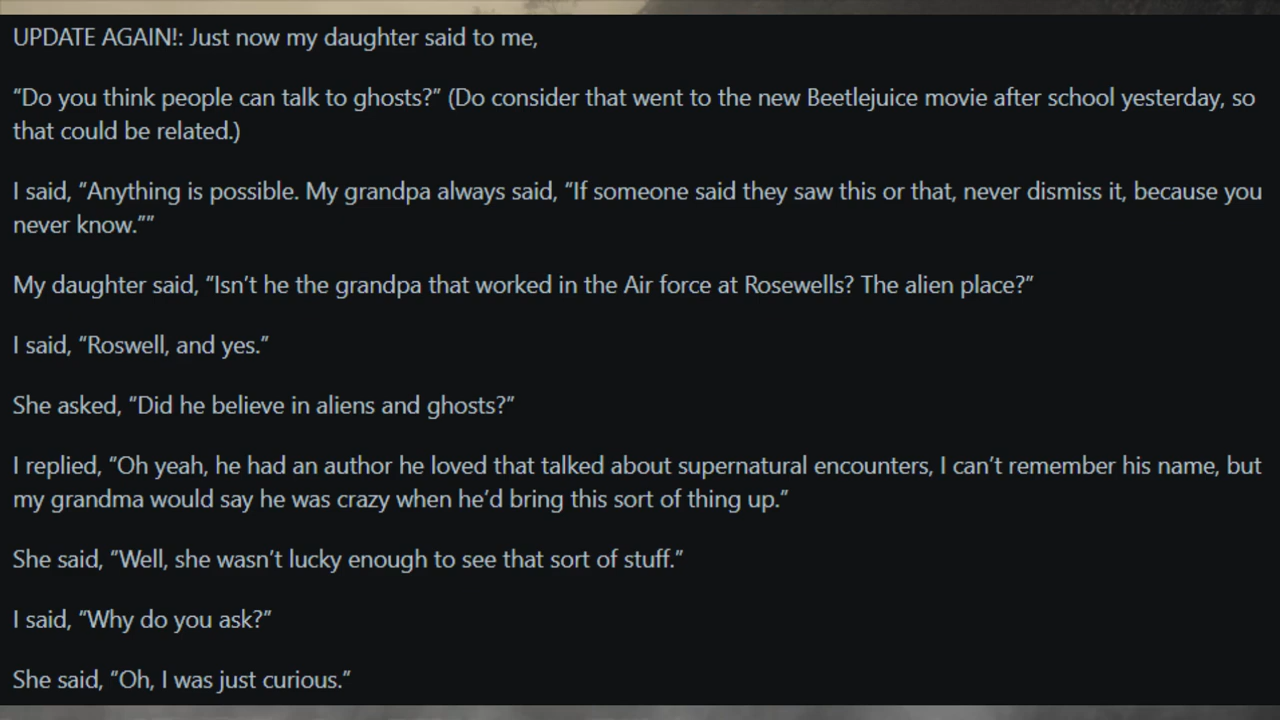 UPDATE AGAIN!: Just now my daughter said to me,
“Do you think people can talk to ghosts?” (Do consider that went to the new Beetlejuice movie after school yesterday, so
that could be related.)
I said, “Anything is possible. My grandpa always said, “If someone said they saw this or that, never dismiss it, because you
never know.””
My daughter said, “Isn’t he the grandpa that worked in the Air force at Rosewells? The alien place?”
I said, “Roswell, and yes.”
She asked, “Did he believe in aliens and ghosts?”
I replied, “Oh yeah, he had an author he loved that talked about supernatural encounters, I can’t remember his name, but
my grandma would say he was crazy when he’d bring this sort of thing up.”
She said, “Well, she wasn’t lucky enough to see that sort of stuff.”
I said, “Why do you ask?”
She said, “Oh, I was just curious.”